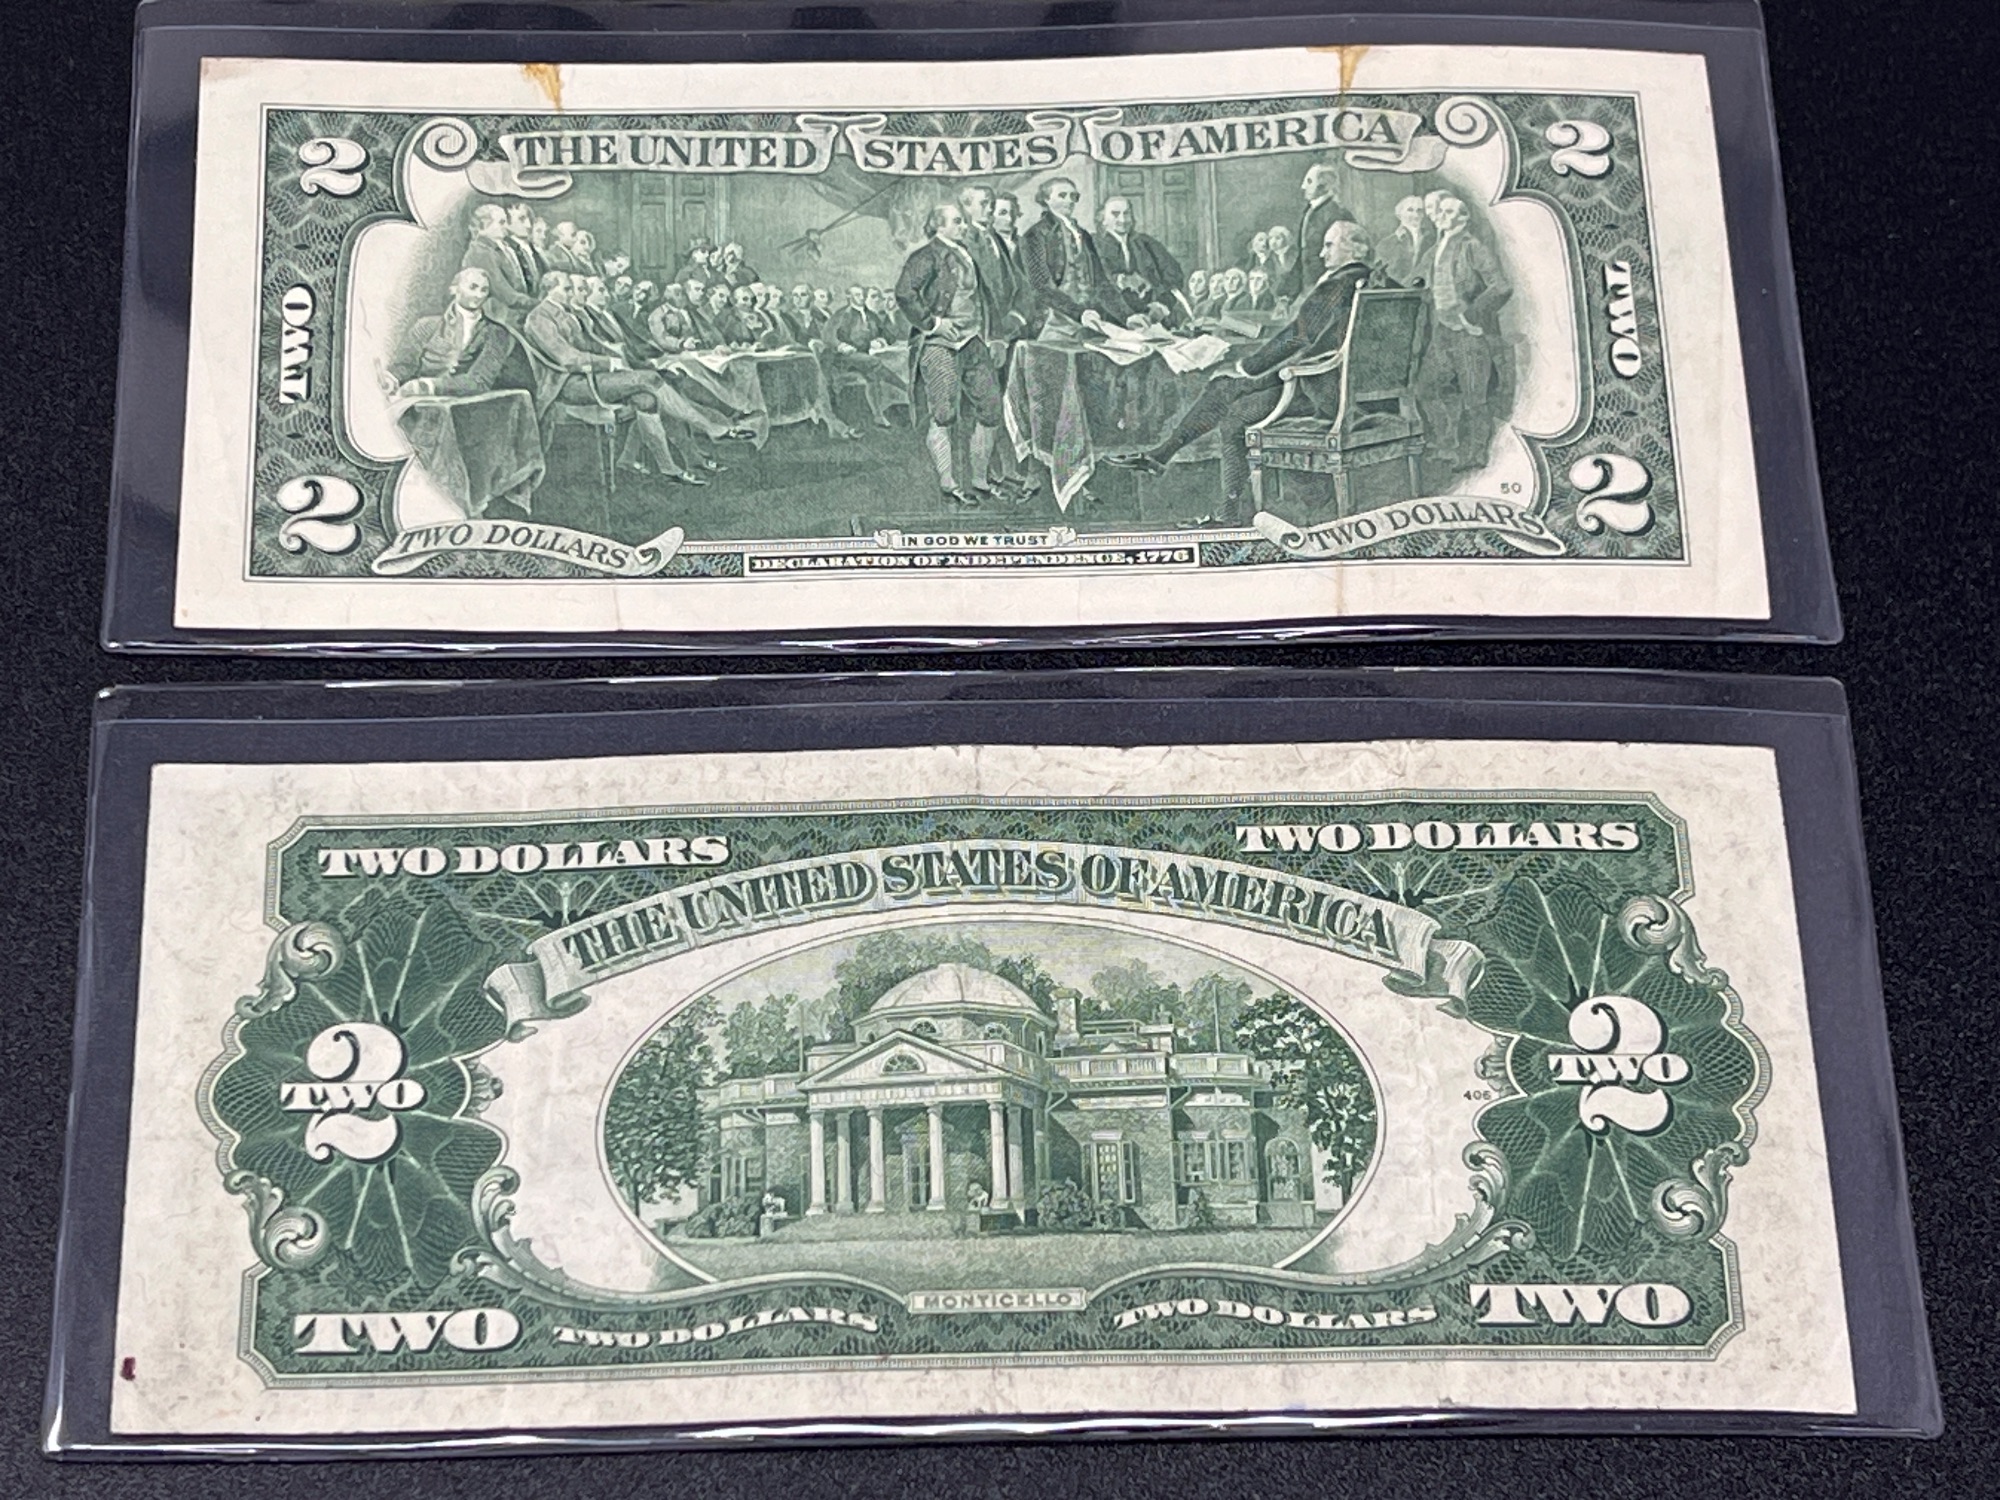 THE UNITED STATES OF AMERICA
2 2
TWO TWO
50
2 2
TWO DOLLARS TWO DOLLARS
IN GOD WE TRUST
DECLARATION OF INDEPENDENCE, 1776
TWO DOLLARS TWO DOLLARS
THE UNITED STATES OF AMERICA
2 2
TWO TWO
406
MONTICELLO
TWO TWO DOLLARS TWO DOLLARS TWO